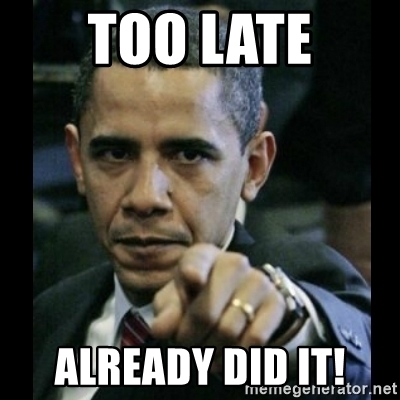 TOO LATE
ALREADY DID IT!
memegenerator.net